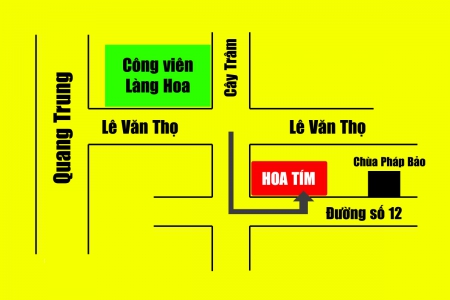 Công viên
Làng Hoa
Cây Trâm
Quang Trung
Lê Văn Thọ
Lê Văn Thọ
HOA TÍM
Chùa Pháp Bảo
Đường số 12